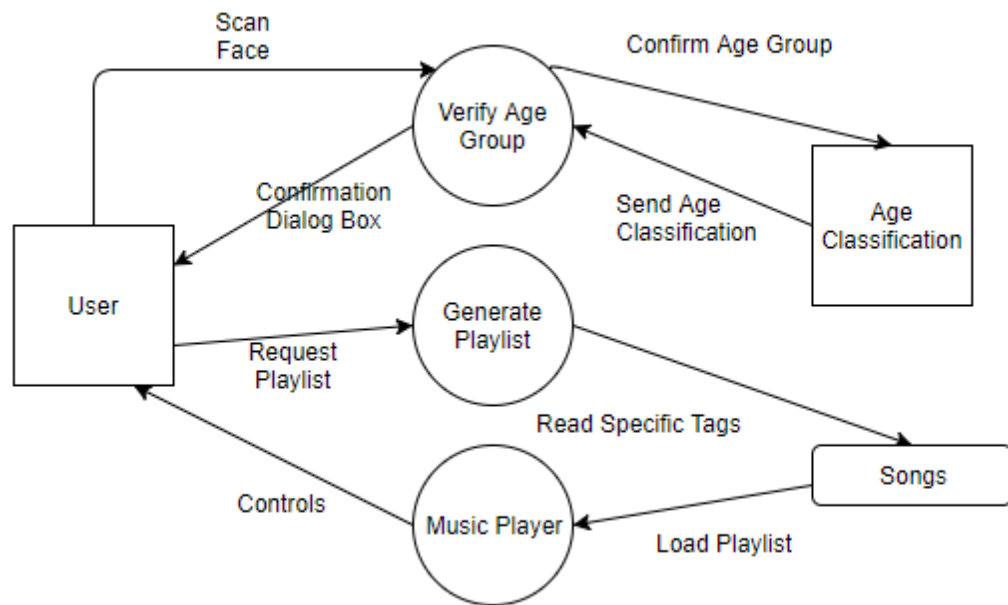 Scan
Face
Confirm Age Group
Verify Age
Group
Confirmation
Dialog Box
Send Age
Classification
Age
Classification
User
Generate
Playlist
Request
Playlist
Read Specific Tags
Songs
Controls
Music Player
Load Playlist